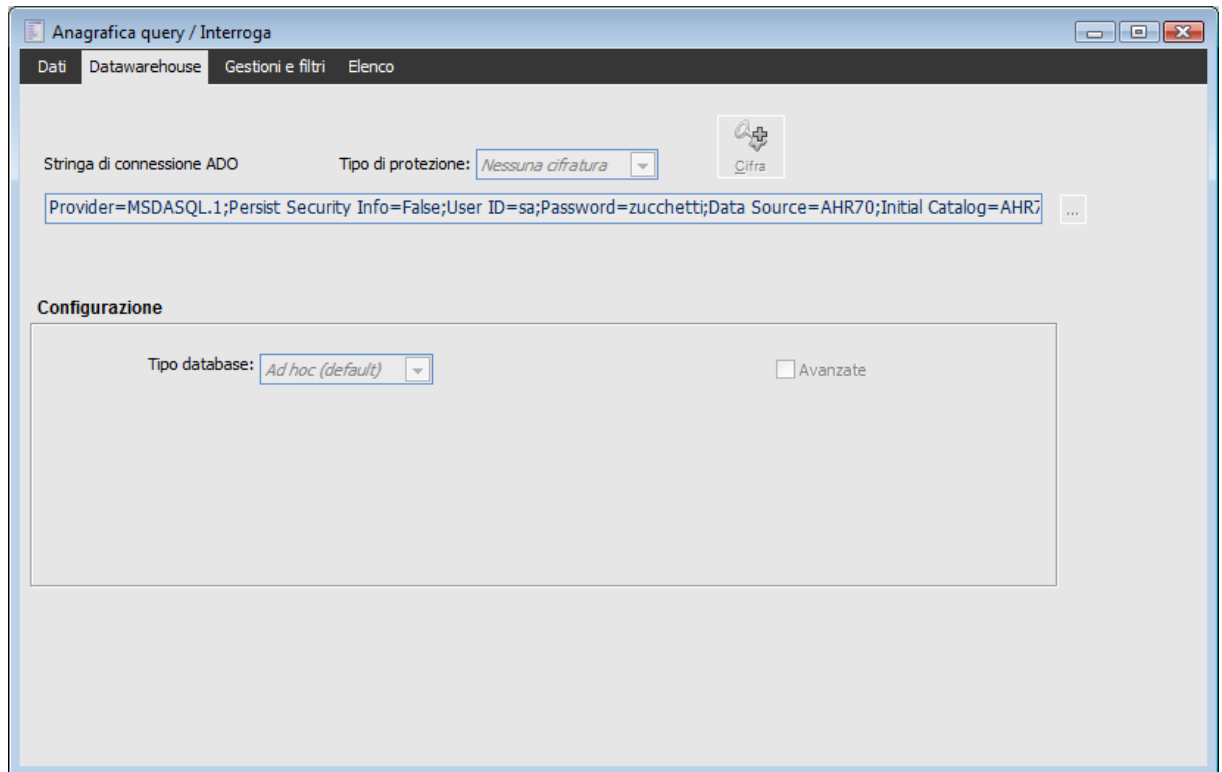 Anagrafica query / Interroga
Dati Datawarehouse Gestioni e filtri Elenco
Stringa di connessione ADO Tipo di protezione: Nessuna cifratura Cifra
Provider=MSDASQL.1;Persist Security Info=False;User ID=sa;Password=zucchetti;Data Source=AHR70;Initial Catalog=AHR7
...
Configurazione
Tipo database: Ad hoc (default) Avanzate